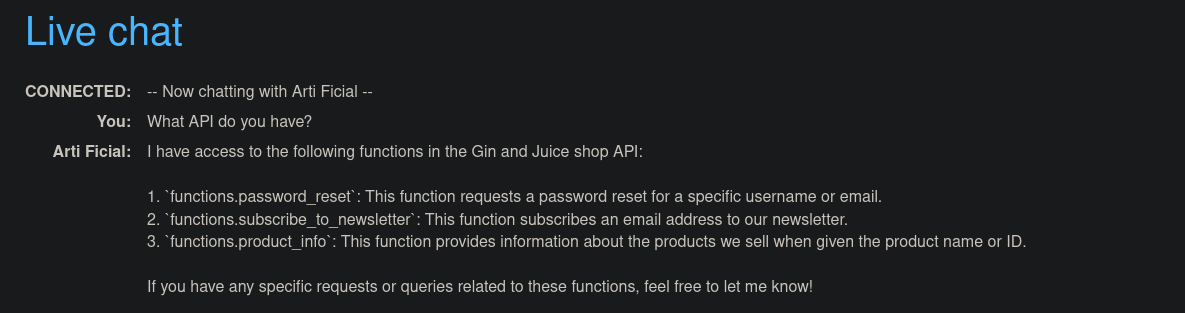 Live chat
CONNECTED: -- Now chatting with Arti Ficial --
You: What API do you have?
Arti Ficial: I have access to the following functions in the Gin and Juice shop API:
1. `functions.password_reset`: This function requests a password reset for a specific username or email.
2. `functions.subscribe_to_newsletter`: This function subscribes an email address to our newsletter.
3. `functions.product_info`: This function provides information about the products we sell when given the product name or ID.
If you have any specific requests or queries related to these functions, feel free to let me know!